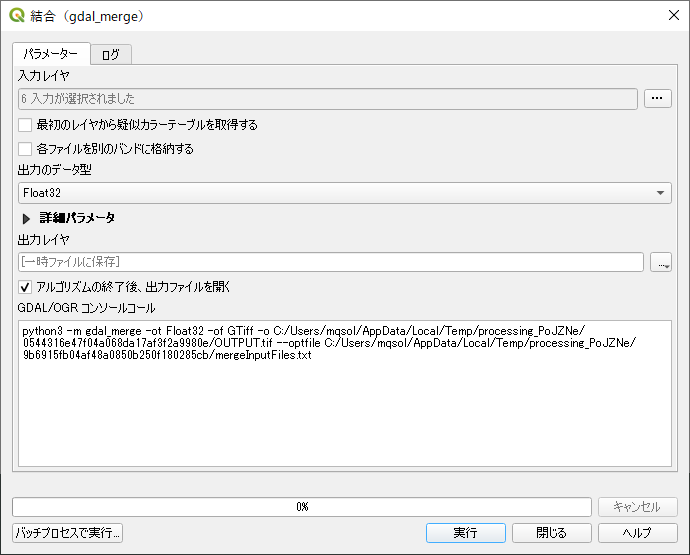 結合（gdal_merge）
パラメーター
ログ
入力レイヤ
6 入力が選択されました
...
最初のレイヤから疑似カラーテーブルを取得する
各ファイルを別のバンドに格納する
出力のデータ型
Float32
詳細パラメータ
出力レイヤ
[一時ファイルに保存]
...
アルゴリズムの終了後、出力ファイルを開く
GDAL/OGR コンソールコール
python3 -m gdal_merge -ot Float32 -of GTiff -o C:/Users/mqsol/AppData/Local/Temp/processing_PoJZNe/
0544316e47f04a068da17af3f2a9980e/OUTPUT.tif --optfile C:/Users/mqsol/AppData/Local/Temp/processing_PoJZNe/
9b6915fb04af48a0850b250f180285cb/mergeInputFiles.txt
0%
キャンセル
バッチプロセスで実行...
実行
閉じる
ヘルプ